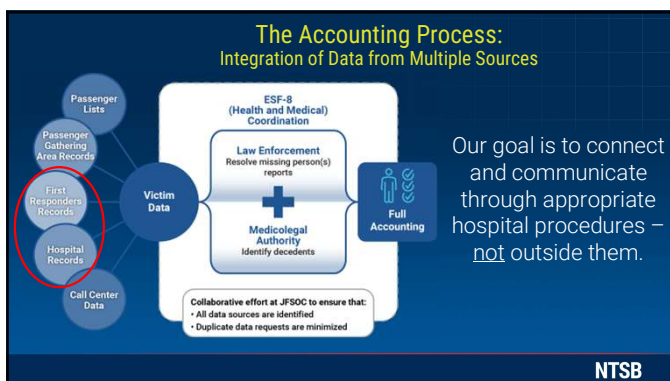 The Accounting Process:
Integration of Data from Multiple Sources
Passenger
Lists
Passenger
Gathering
Area Records
First
Responders
Records
Hospital
Records
Call Center
Data
Victim
Data
ESF-8
(Health and Medical)
Coordination
Law Enforcement
Resolve missing person(s)
reports
Medicolegal
Authority
Identify decedents
Full
Accounting
Collaborative effort at JFSOC to ensure that:
• All data sources are identified
• Duplicate data requests are minimized
Our goal is to connect
and communicate
through appropriate
hospital procedures –
not outside them.
NTSB